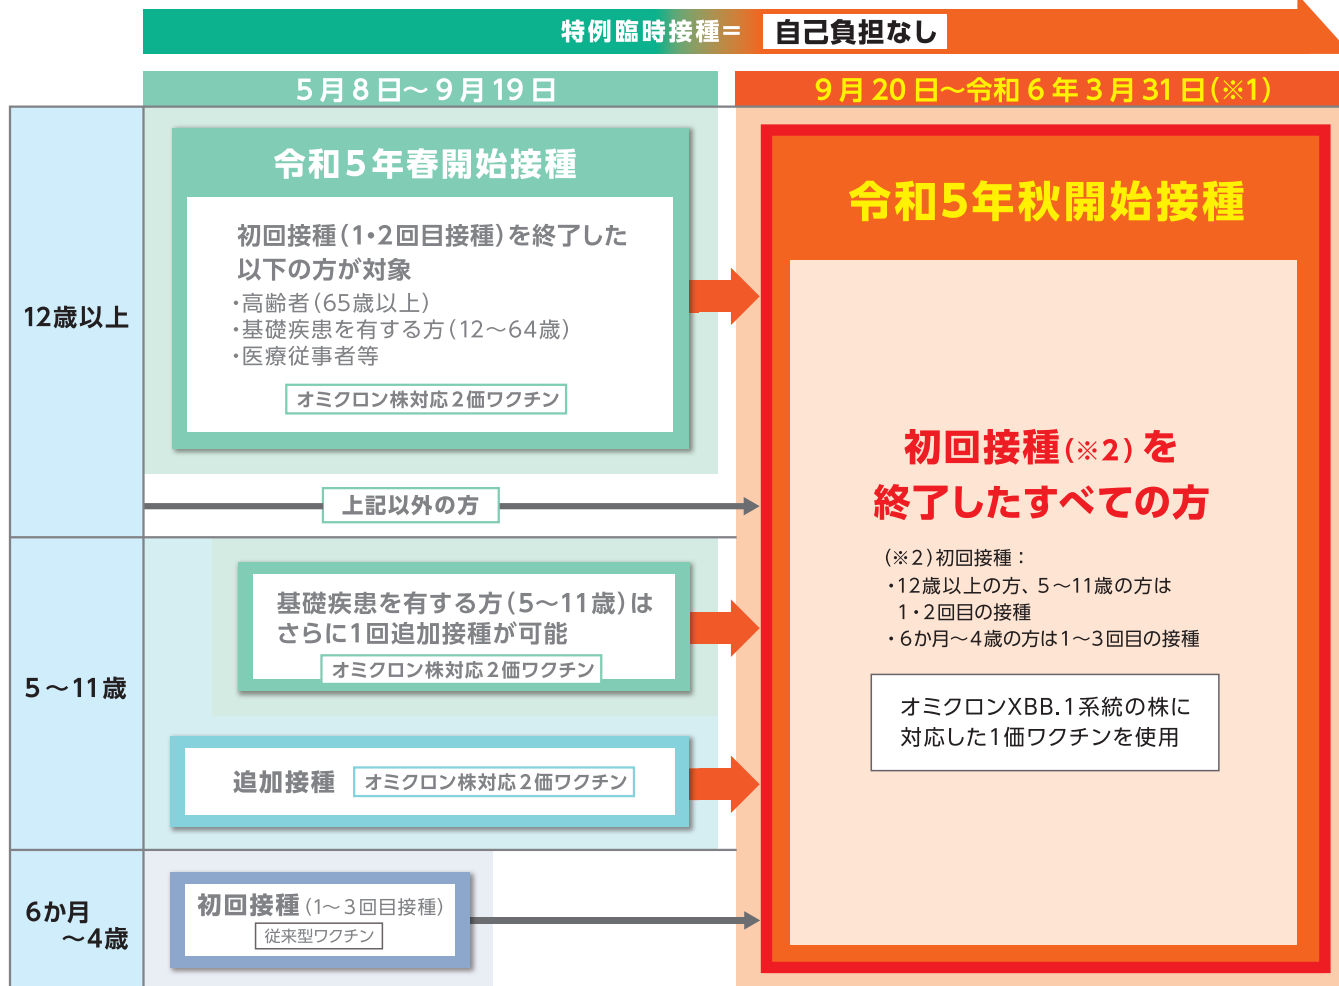 特例臨時接種＝ 自己負担なし
5月8日～9月19日
9月20日～令和6年3月31日(※1)
12歳以上
令和5年春開始接種
初回接種(1・2回目接種)を終了した
以下の方が対象
・高齢者(65歳以上)
・基礎疾患を有する方(12～64歳)
・医療従事者等
オミクロン株対応2価ワクチン
上記以外の方
5～11歳
基礎疾患を有する方(5～11歳)は
さらに1回追加接種が可能
オミクロン株対応2価ワクチン
追加接種 オミクロン株対応2価ワクチン
6か月
～4歳
初回接種(1～3回目接種)
従来型ワクチン
令和5年秋開始接種
初回接種(※2)を
終了したすべての方
(※2)初回接種：
・12歳以上の方、5～11歳の方は
1・2回目の接種
・6か月～4歳の方は1～3回目の接種
オミクロンXBB.1系統の株に
対応した1価ワクチンを使用